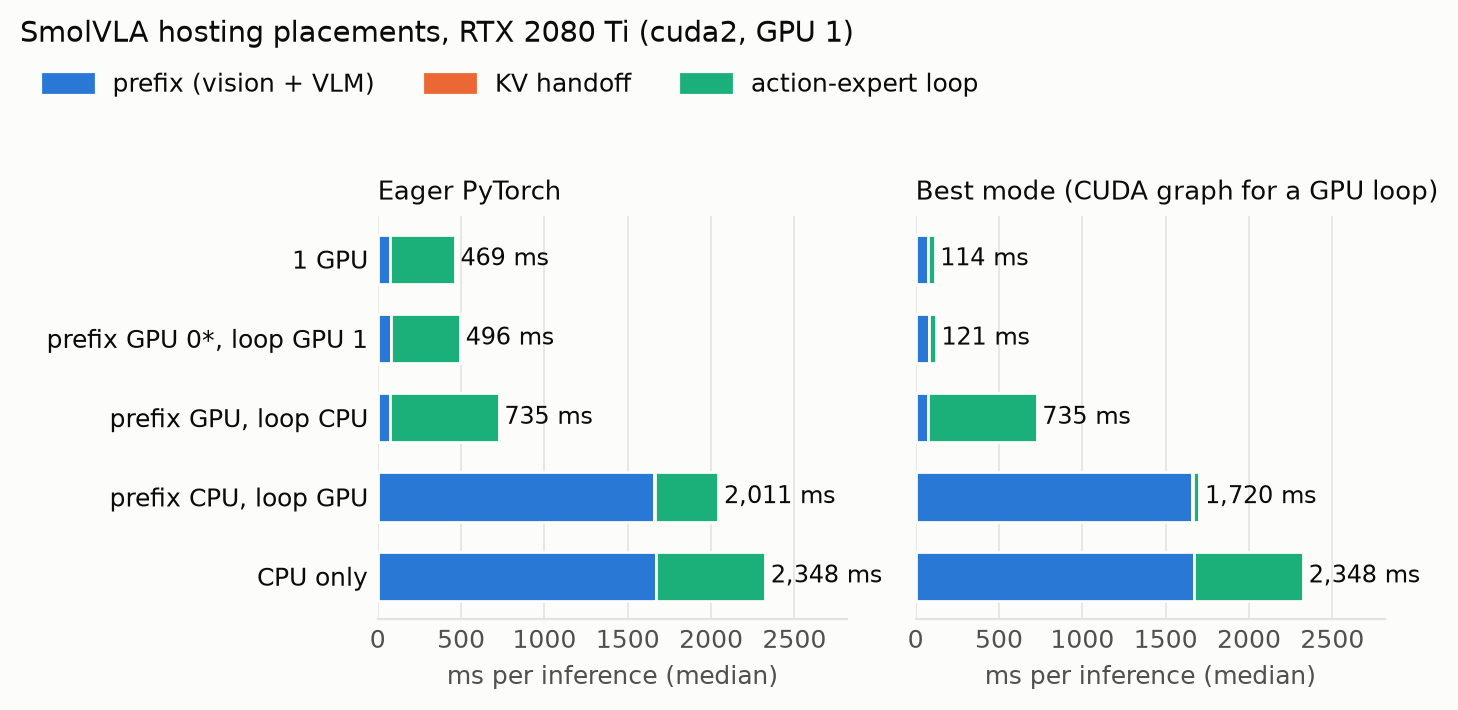 SmolVLA hosting placements, RTX 2080 Ti (cuda2, GPU 1)
prefix (vision + VLM)
KV handoff
action-expert loop
Eager PyTorch
1 GPU
469 ms
prefix GPU 0*, loop GPU 1
496 ms
prefix GPU, loop CPU
735 ms
prefix CPU, loop GPU
2,011 ms
CPU only
2,348 ms
0 500 1000 1500 2000 2500
ms per inference (median)
Best mode (CUDA graph for a GPU loop)
114 ms
121 ms
735 ms
1,720 ms
2,348 ms
0 500 1000 1500 2000 2500
ms per inference (median)